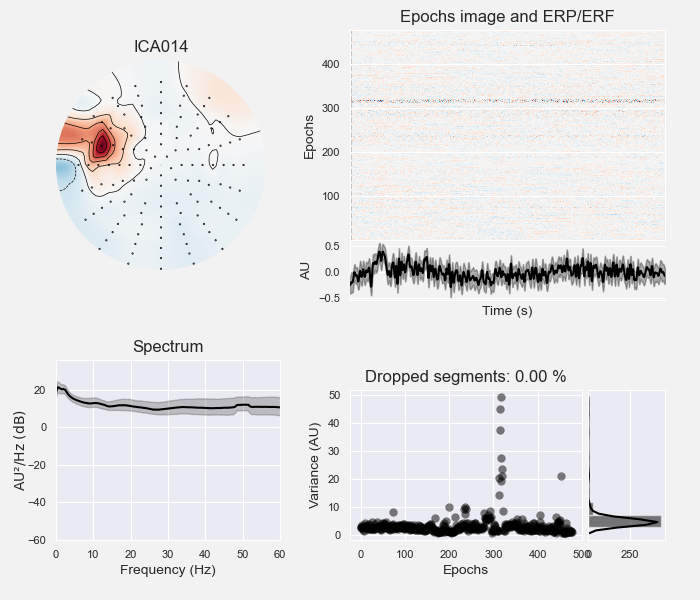 ICA014
Epochs image and ERP/ERF
Epochs
400
300
200
100
AU
0.5
0.0
−0.5
Time (s)
Spectrum
AU²/Hz (dB)
20
0
−20
−40
−60
0 10 20 30 40 50 60
Frequency (Hz)
Dropped segments: 0.00 %
Variance (AU)
50
40
30
20
10
0
0 100 200 300 400 500
Epochs
0 250